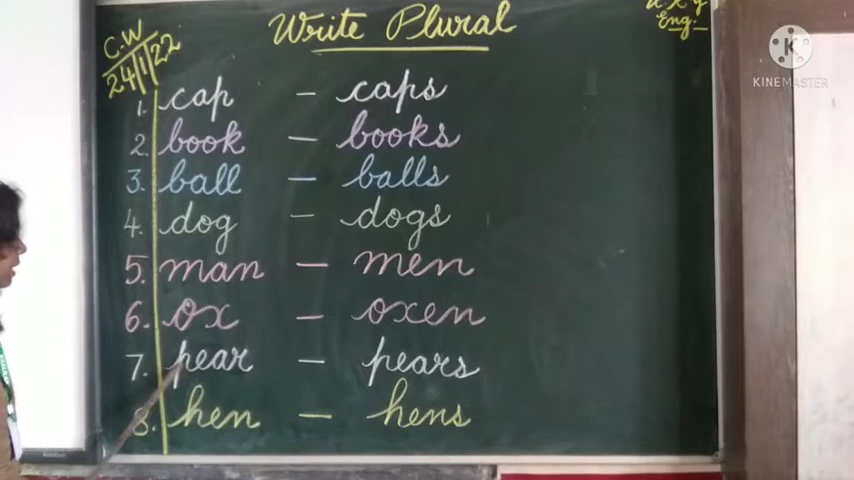 C.W
24/1/22
Write Plural
Eng.
1. cap - caps
2. book - books
3. ball - balls
4. dog - dogs
5. man - men
6. ox - oxen
7. pear - pears
8. hen - hens
KINEMASTER